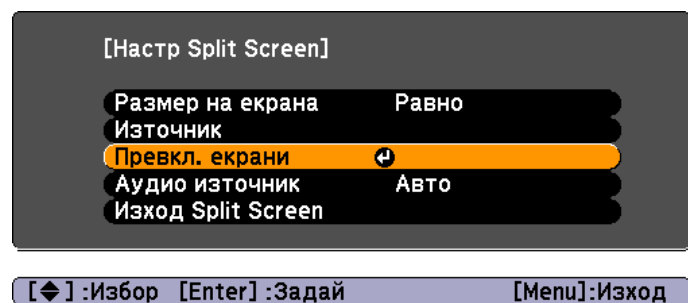 [Настр Split Screen]
Размер на екрана Равно
Източник
Превкл. екрани
Аудио източник Авто
Изход Split Screen
[◆] :Избор [Enter] :Задай [Menu]:Изход